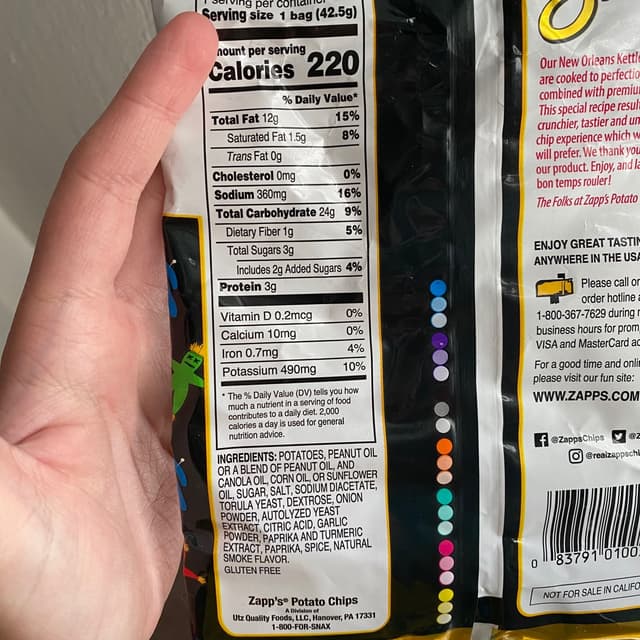 1 serving per container
Serving size 1 bag (42.5g)
Amount per serving
Calories 220
% Daily Value*
Total Fat 12g 15%
Saturated Fat 1.5g 8%
Trans Fat 0g
Cholesterol 0mg 0%
Sodium 360mg 16%
Total Carbohydrate 24g 9%
Dietary Fiber 1g 5%
Total Sugars 3g
Includes 2g Added Sugars 4%
Protein 3g
Vitamin D 0.2mcg 0%
Calcium 10mg 0%
Iron 0.7mg 4%
Potassium 490mg 10%
* The % Daily Value (DV) tells you how
much a nutrient in a serving of food
contributes to a daily diet. 2,000
calories a day is used for general
nutrition advice.
INGREDIENTS: POTATOES, PEANUT OIL
OR A BLEND OF PEANUT OIL, AND
CANOLA OIL, CORN OIL, OR SUNFLOWER
OIL, SUGAR, SALT, SODIUM DIACETATE,
TORULA YEAST, DEXTROSE, ONION
POWDER, AUTOLYZED YEAST
EXTRACT, CITRIC ACID, GARLIC
POWDER, PAPRIKA AND TURMERIC
EXTRACT, PAPRIKA, SPICE, NATURAL
SMOKE FLAVOR.
GLUTEN FREE
Zapp's® Potato Chips
A Division of
Utz Quality Foods, LLC, Hanover, PA 17331
1-800-FOR-SNAX
Our New Orleans Kettle
are cooked to perfectio
combined with premiu
This special recipe resul
crunchier, tastier and un
chip experience which w
will prefer. We thank you
our product. Enjoy, and la
bon temps rouler!
The Folks at Zapp's Potato
ENJOY GREAT TASTIN
ANYWHERE IN THE USA
Please call or
order hotline a
1-800-367-7629 during r
business hours for prom
VISA and MasterCard ac
For a good time and onli
please visit our fun site:
WWW.ZAPPS.COM
@ZappsChips @Z
@realzappschi
0 83791 0100
NOT FOR SALE IN CALIFO